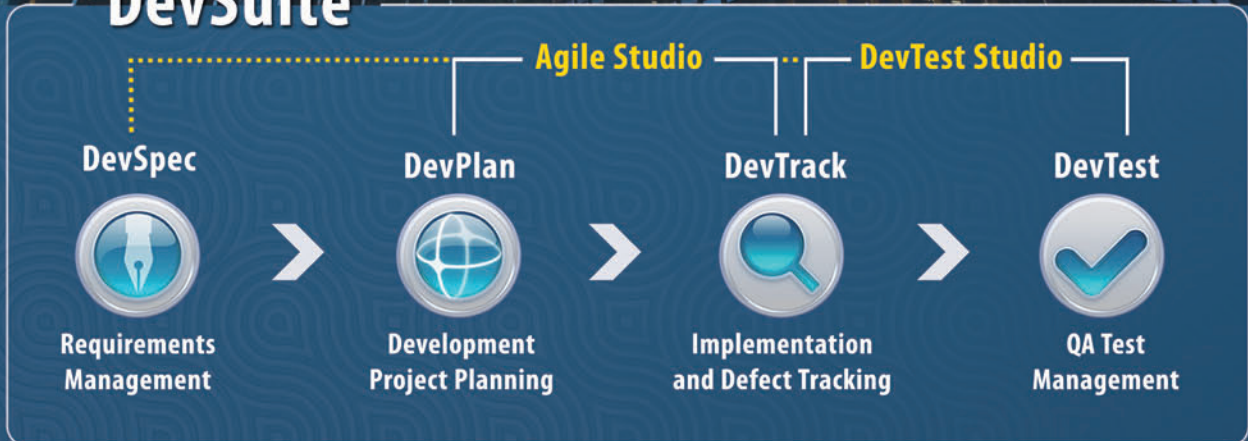 DevSuite
Agile Studio
DevTest Studio
DevSpec
DevPlan
DevTrack
DevTest
Requirements
Management
Development
Project Planning
Implementation
and Defect Tracking
QA Test
Management